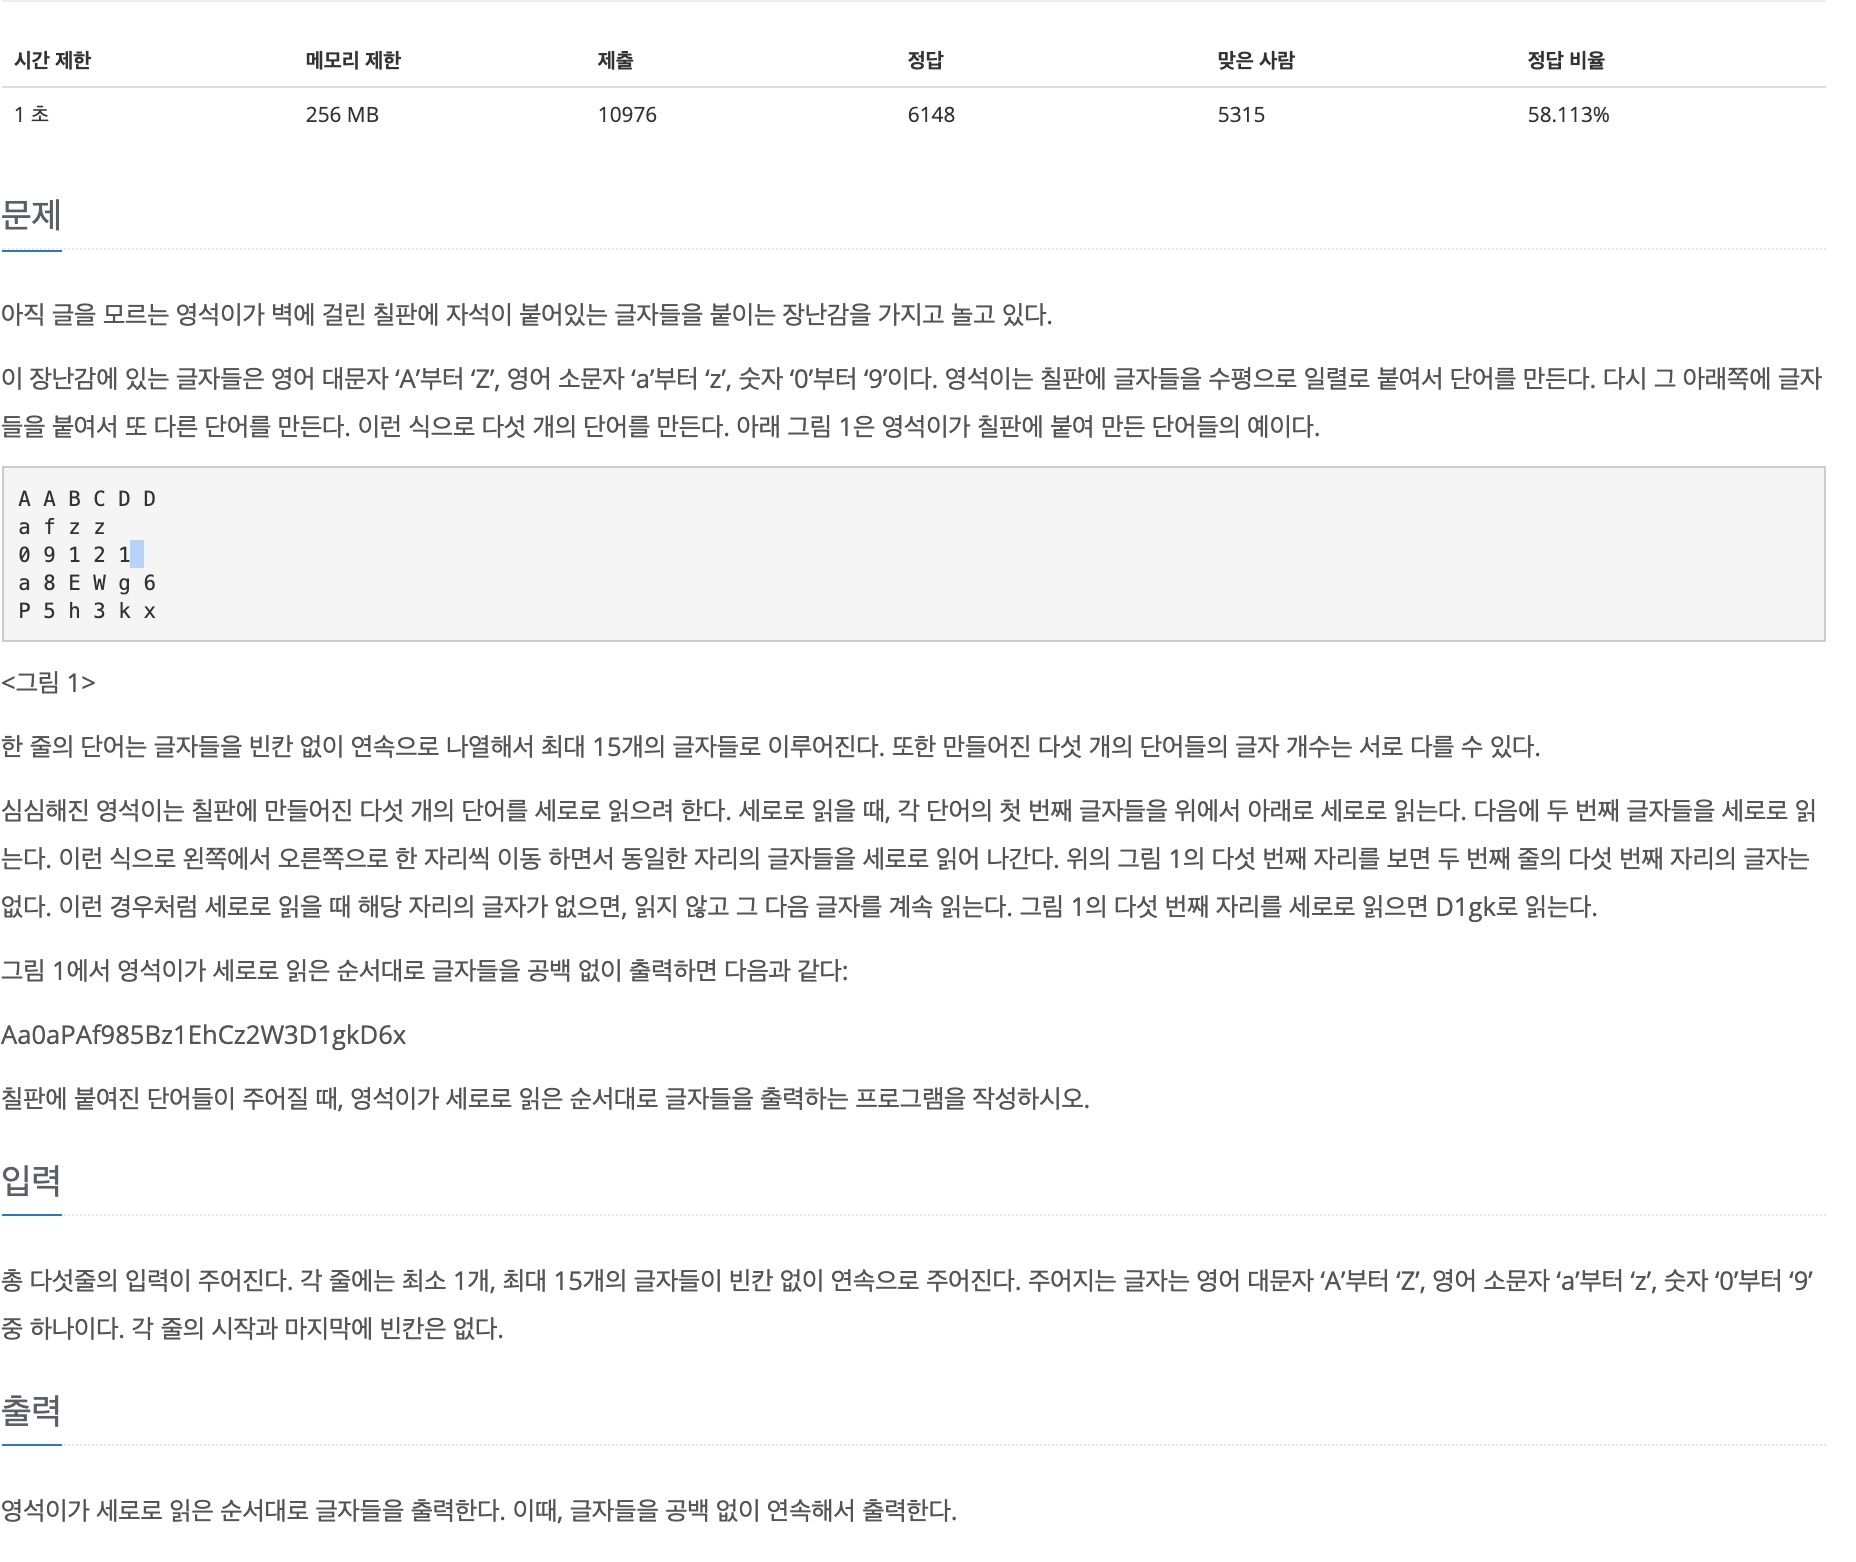 시간 제한 메모리 제한 제출 정답 맞은 사람 정답 비율
1 초 256 MB 10976 6148 5315 58.113%
문제
아직 글을 모르는 영석이가 벽에 걸린 칠판에 자석이 붙어있는 글자들을 붙이는 장난감을 가지고 놀고 있다.
이 장난감에 있는 글자들은 영어 대문자 ‘A’부터 ‘Z’, 영어 소문자 ‘a’부터 ‘z’, 숫자 ‘0’부터 ‘9’이다. 영석이는 칠판에 글자들을 수평으로 일렬로 붙여서 단어를 만든다. 다시 그 아래쪽에 글자
들을 붙여서 또 다른 단어를 만든다. 이런 식으로 다섯 개의 단어를 만든다. 아래 그림 1은 영석이가 칠판에 붙여 만든 단어들의 예이다.
A A B C D D
a f z z
0 9 1 2 1
a 8 E W g 6
P 5 h 3 k x
<그림 1>
한 줄의 단어는 글자들을 빈칸 없이 연속으로 나열해서 최대 15개의 글자들로 이루어진다. 또한 만들어진 다섯 개의 단어들의 글자 개수는 서로 다를 수 있다.
심심해진 영석이는 칠판에 만들어진 다섯 개의 단어를 세로로 읽으려 한다. 세로로 읽을 때, 각 단어의 첫 번째 글자들을 위에서 아래로 세로로 읽는다. 다음에 두 번째 글자들을 세로로 읽
는다. 이런 식으로 왼쪽에서 오른쪽으로 한 자리씩 이동 하면서 동일한 자리의 글자들을 세로로 읽어 나간다. 위의 그림 1의 다섯 번째 자리를 보면 두 번째 줄의 다섯 번째 자리의 글자는
없다. 이런 경우처럼 세로로 읽을 때 해당 자리의 글자가 없으면, 읽지 않고 그 다음 글자를 계속 읽는다. 그림 1의 다섯 번째 자리를 세로로 읽으면 D1gk로 읽는다.
그림 1에서 영석이가 세로로 읽은 순서대로 글자들을 공백 없이 출력하면 다음과 같다:
Aa0aPAf985Bz1EhCz2W3D1gkD6x
칠판에 붙여진 단어들이 주어질 때, 영석이가 세로로 읽은 순서대로 글자들을 출력하는 프로그램을 작성하시오.
입력
총 다섯줄의 입력이 주어진다. 각 줄에는 최소 1개, 최대 15개의 글자들이 빈칸 없이 연속으로 주어진다. 주어지는 글자는 영어 대문자 ‘A’부터 ‘Z’, 영어 소문자 ‘a’부터 ‘z’, 숫자 ‘0’부터 ‘9’
중 하나이다. 각 줄의 시작과 마지막에 빈칸은 없다.
출력
영석이가 세로로 읽은 순서대로 글자들을 출력한다. 이때, 글자들을 공백 없이 연속해서 출력한다.